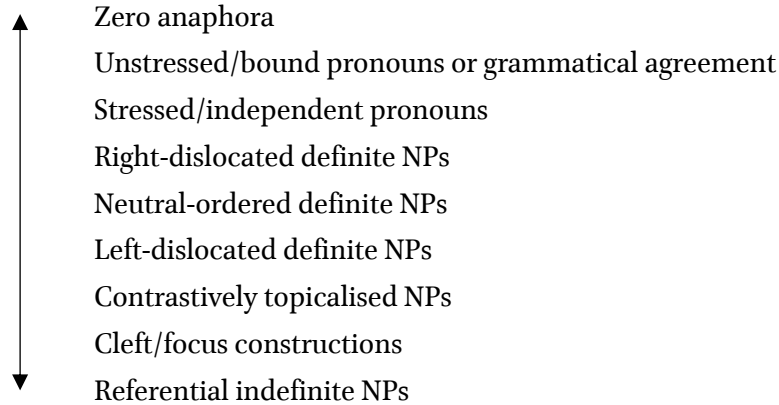 Zero anaphora
Unstressed/bound pronouns or grammatical agreement
Stressed/independent pronouns
Right-dislocated definite NPs
Neutral-ordered definite NPs
Left-dislocated definite NPs
Contrastively topicalised NPs
Cleft/focus constructions
Referential indefinite NPs